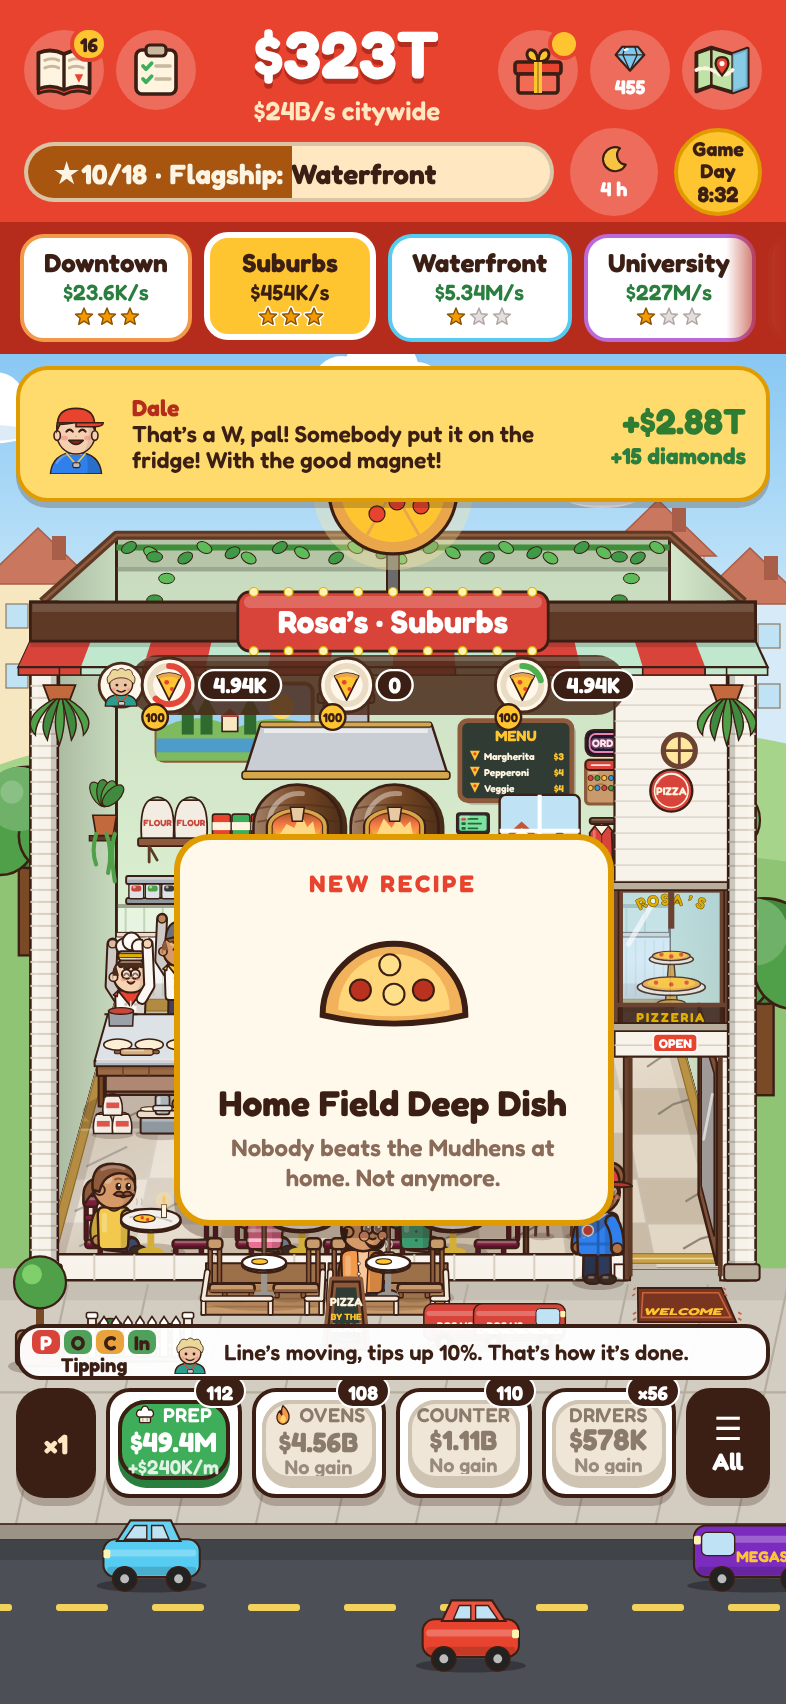 16
$323T
$24B/s citywide
455
★10/18 · Flagship: Waterfront
4 h
Game
Day
8:32
Downtown
$23.6K/s
Suburbs
$454K/s
Waterfront
$5.34M/s
University
$227M/s
Dale
That's a W, pal! Somebody put it on the
fridge! With the good magnet!
+$2.88T
+15 diamonds
Rosa's · Suburbs
4.94K
0
4.94K
100
100
100
MENU
Margherita $3
Pepperoni $4
Veggie $4
ORD
PIZZA
FLOUR FLOUR
ROSA'S
PIZZERIA
OPEN
NEW RECIPE
Home Field Deep Dish
Nobody beats the Mudhens at
home. Not anymore.
PIZZA
BY THE
WELCOME
P O C In
Tipping
Line's moving, tips up 10%. That's how it's done.
x1
112
PREP
$49.4M
+$240K/m
108
OVENS
$4.56B
No gain
110
COUNTER
$1.11B
No gain
x56
DRIVERS
$578K
No gain
All
MEGAS